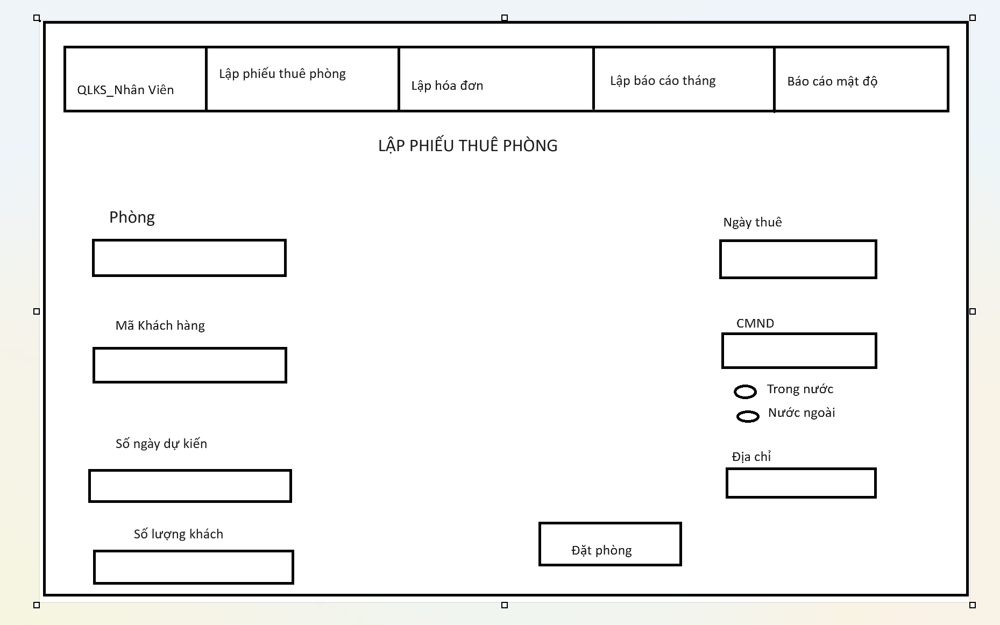 QLKS_Nhân Viên
Lập phiếu thuê phòng
Lập hóa đơn
Lập báo cáo tháng
Báo cáo mật độ
LẬP PHIẾU THUÊ PHÒNG
Phòng
Ngày thuê
Mã Khách hàng
CMND
Trong nước
Nước ngoài
Số ngày dự kiến
Địa chỉ
Số lượng khách
Đặt phòng